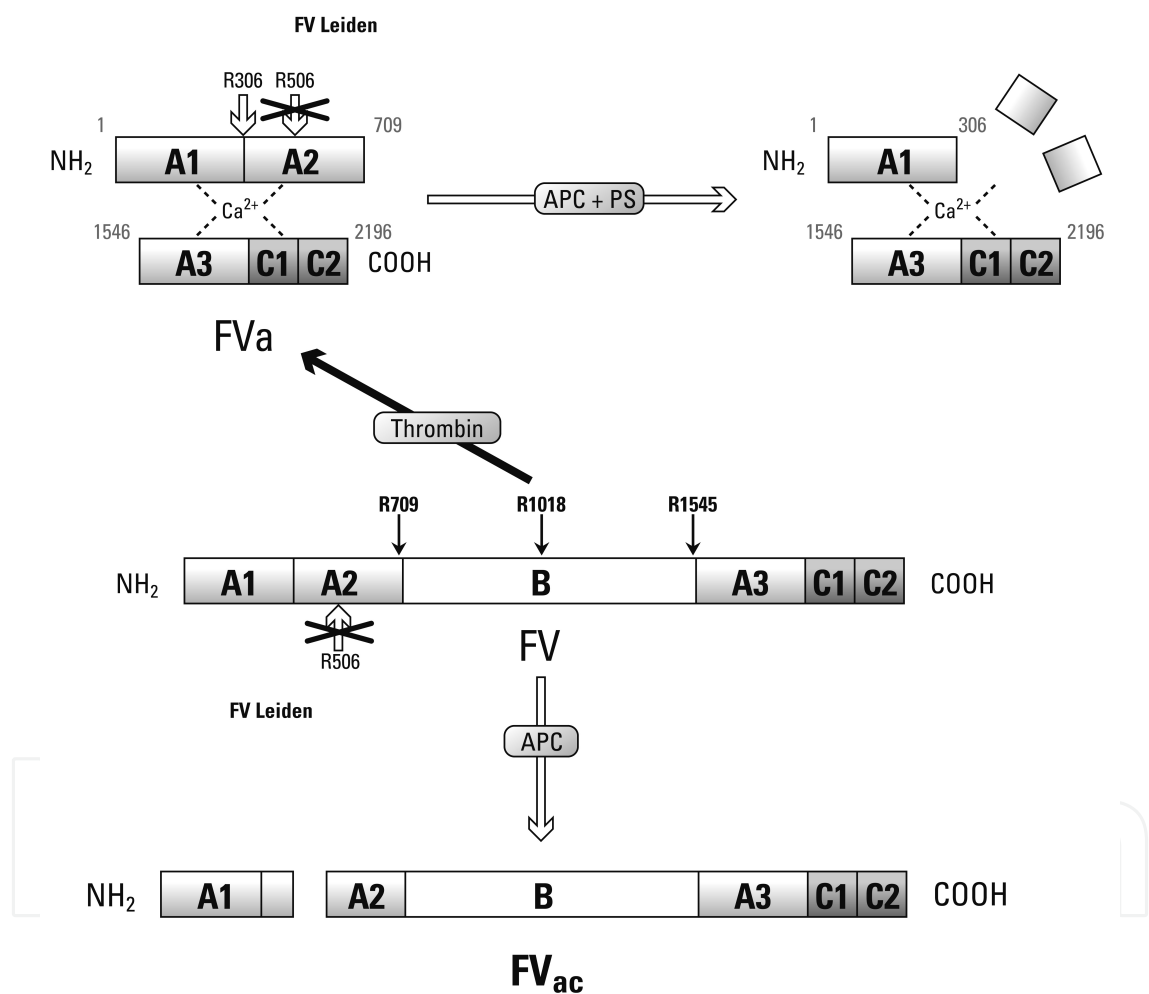 FV Leiden
R306 R506
1 709 1 306
NH2 A1 A2 NH2 A1
Ca2+ APC + PS Ca2+
1546 2196 1546 2196
A3 C1 C2 COOH A3 C1 C2
FVa
Thrombin
R709 R1018 R1545
NH2 A1 A2 B A3 C1 C2 COOH
R506 FV
FV Leiden
APC
NH2 A1 A2 B A3 C1 C2 COOH
FVac